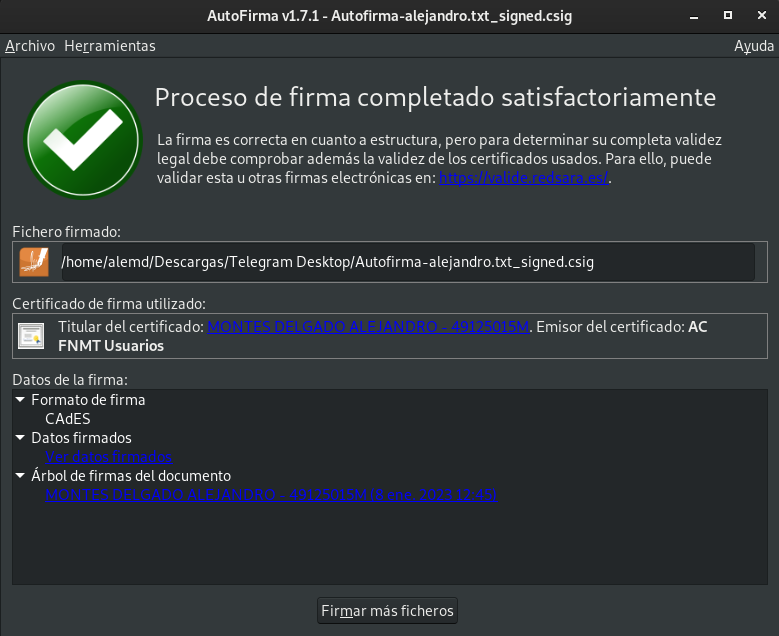 AutoFirma v1.7.1 - Autofirma-alejandro.txt_signed.csig
Archivo Herramientas Ayuda
Proceso de firma completado satisfactoriamente
La firma es correcta en cuanto a estructura, pero para determinar su completa validez
legal debe comprobar además la validez de los certificados usados. Para ello, puede
validar esta u otras firmas electrónicas en: https://valide.redsara.es/.
Fichero firmado:
/home/alemd/Descargas/Telegram Desktop/Autofirma-alejandro.txt_signed.csig
Certificado de firma utilizado:
Titular del certificado: MONTES DELGADO ALEJANDRO - 49125015M. Emisor del certificado: AC
FNMT Usuarios
Datos de la firma:
Formato de firma
CAdES
Datos firmados
Ver datos firmados
Árbol de firmas del documento
MONTES DELGADO ALEJANDRO - 49125015M (8 ene. 2023 12:45)
Firmar más ficheros